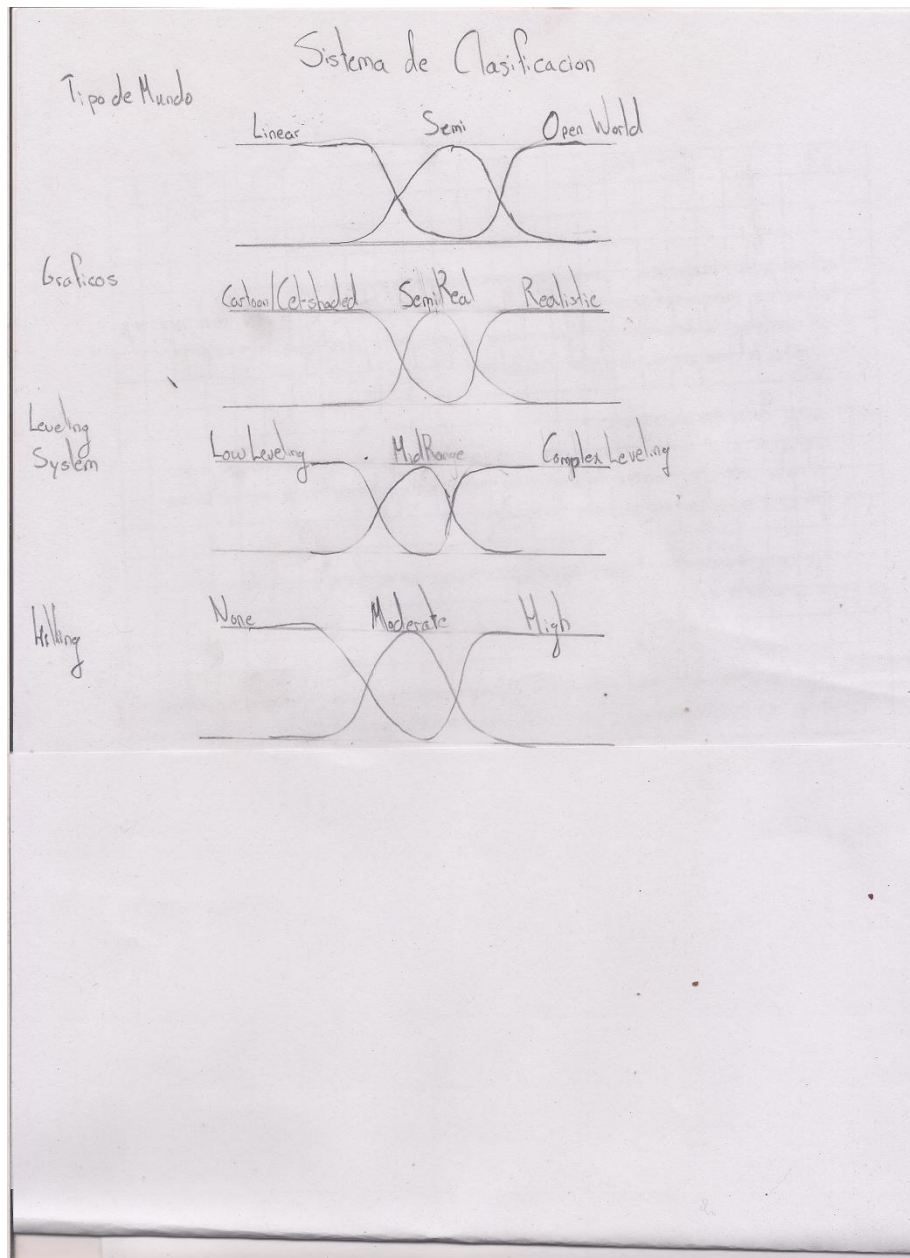 Sistema de Clasificacion
Tipo de Mundo
Linear Semi Open World
Graficos
Cartoon/Cel-shaded SemiReal Realistic
Leveling
System
Low Leveling MidRange Complex Leveling
None Moderate High
Killing